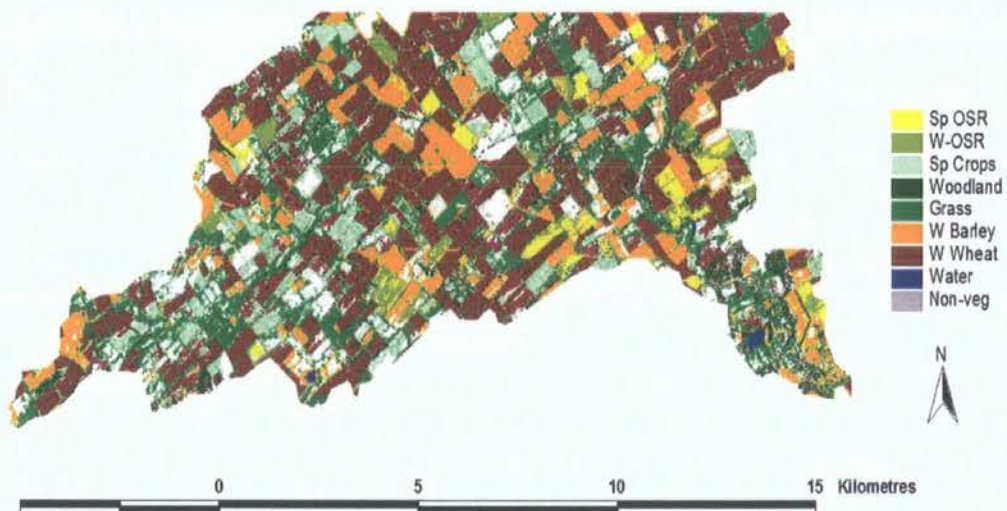 Sp OSR
W-OSR
Sp Crops
Woodland
Grass
W Barley
W Wheat
Water
Non-veg
N
0 5 10 15 Kilometres